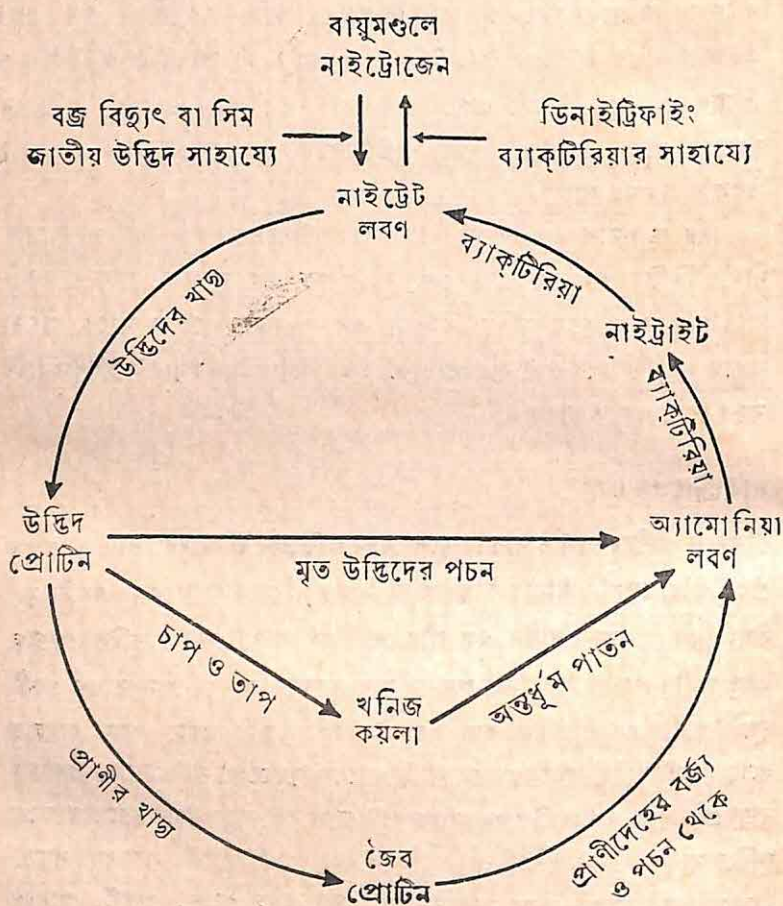 বায়ুমণ্ডলে
নাইট্রোজেন
বজ্র বিদ্যুৎ বা সিম
জাতীয় উদ্ভিদ সাহায্যে
ডিনাইট্রিফাইং
ব্যাক্‌টিরিয়ার সাহায্যে
নাইট্রেট
লবণ
ব্যাক্‌টিরিয়া
উদ্ভিদের খাদ্য
নাইট্রাইট
ব্যাক্‌টিরিয়া
উদ্ভিদ
প্রোটিন
অ্যামোনিয়া
লবণ
মৃত উদ্ভিদের পচন
চাপ ও তাপ
অন্তর্ধূম পাতন
খনিজ
কয়লা
প্রাণীর খাদ্য
প্রাণীদেহের বর্জ্য
ও পচন থেকে
জৈব
প্রোটিন